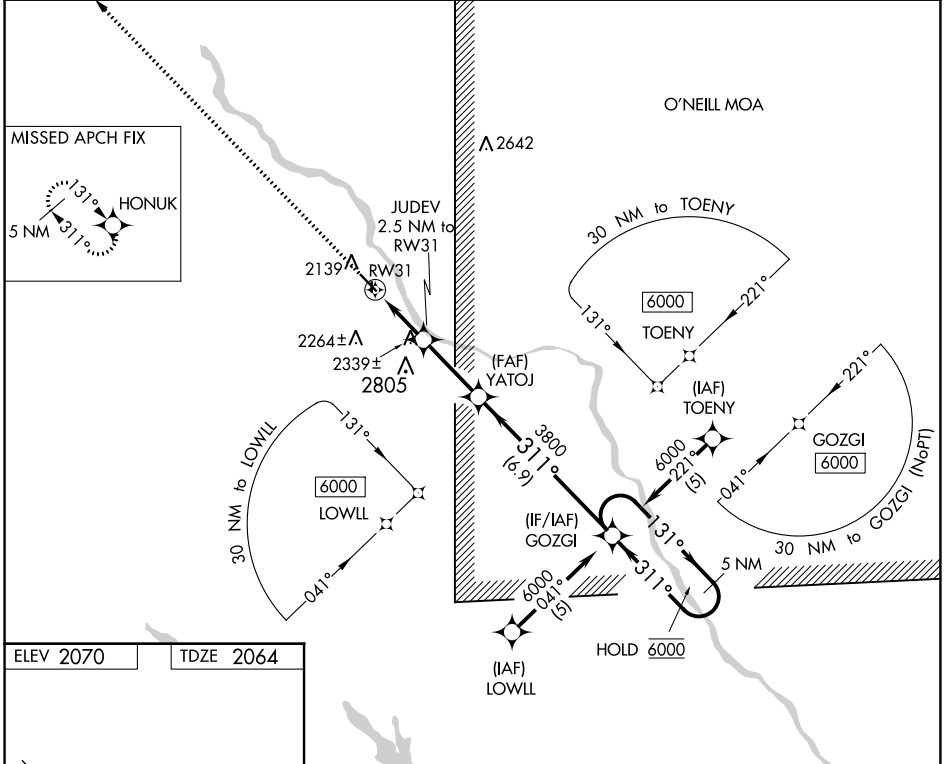 O'NEILL MOA
MISSED APCH FIX
131°
HONUK
5 NM
311°
2642
JUDEV
2.5 NM to
RW31
2139
RW31
2264±
2339±
2805
(FAF)
YATOJ
30 NM to TOENY
6000
TOENY
131°
221°
(IAF)
TOENY
6000
221°
(5)
221°
GOZGI
6000
041°
30 NM to GOZGI (NoPT)
3800
311°
(6.9)
30 NM to LOWLL
131°
6000
LOWLL
041°
(IF/IAF)
GOZGI
131°
5 NM
311°
HOLD 6000
6000
041°
(5)
(IAF)
LOWLL
ELEV 2070
TDZE 2064